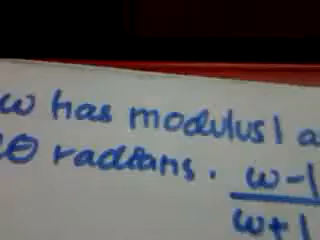 w has modulus 1 a
θ radians. w-1
w+1